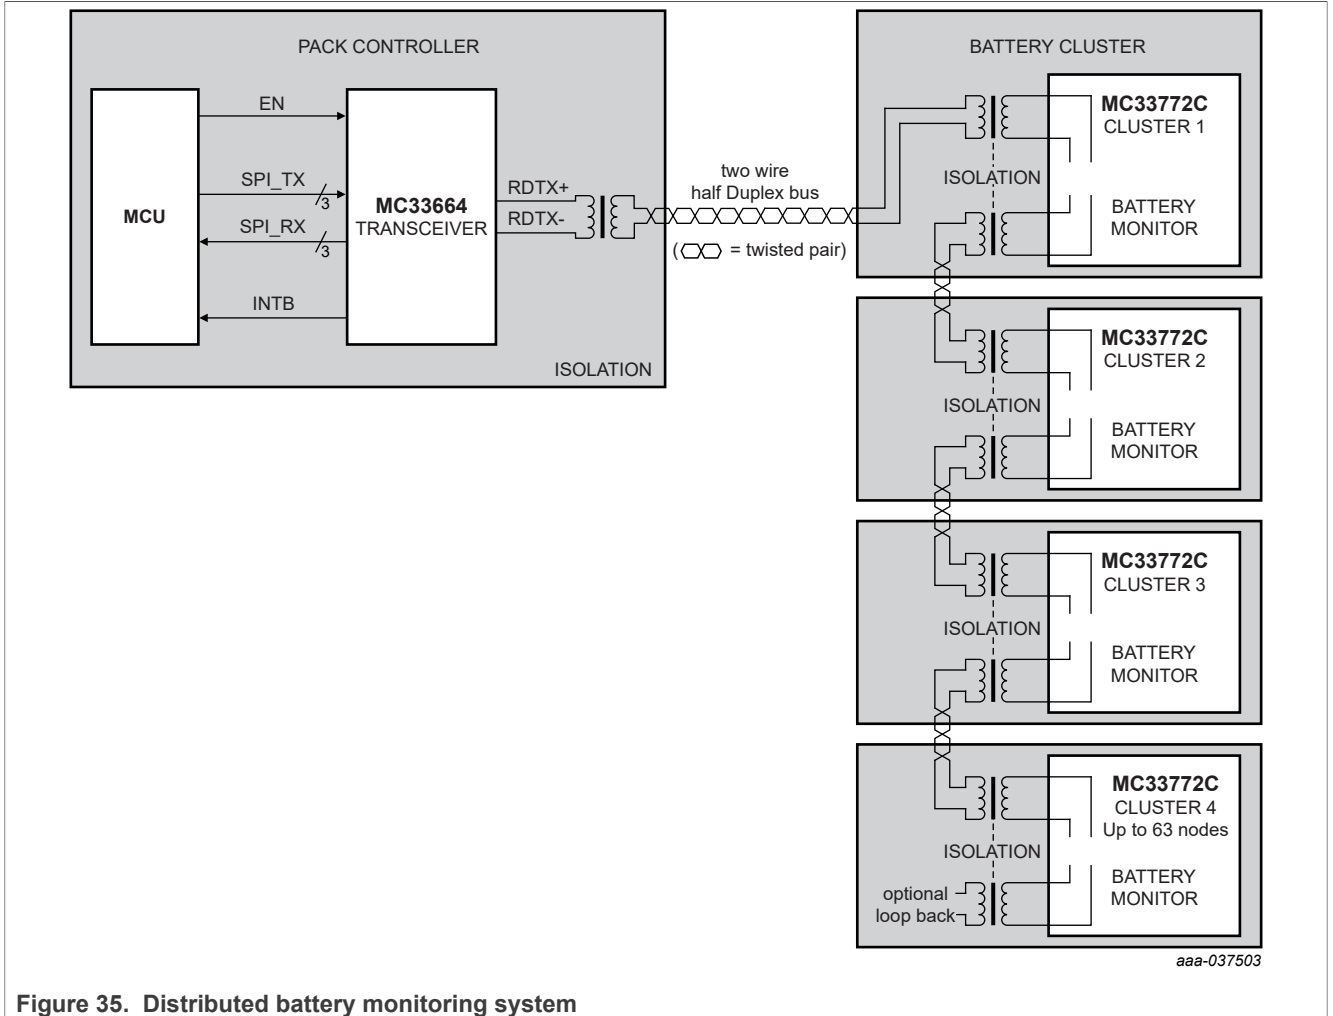 PACK CONTROLLER
MCU
EN
SPI_TX
3
SPI_RX
3
INTB
MC33664
TRANSCEIVER
RDTX+
RDTX-
ISOLATION
two wire
half Duplex bus
( = twisted pair)
BATTERY CLUSTER
MC33772C
CLUSTER 1
ISOLATION
BATTERY
MONITOR
MC33772C
CLUSTER 2
ISOLATION
BATTERY
MONITOR
MC33772C
CLUSTER 3
ISOLATION
BATTERY
MONITOR
MC33772C
CLUSTER 4
Up to 63 nodes
ISOLATION
BATTERY
MONITOR
optional
loop back
aaa-037503
Figure 35. Distributed battery monitoring system